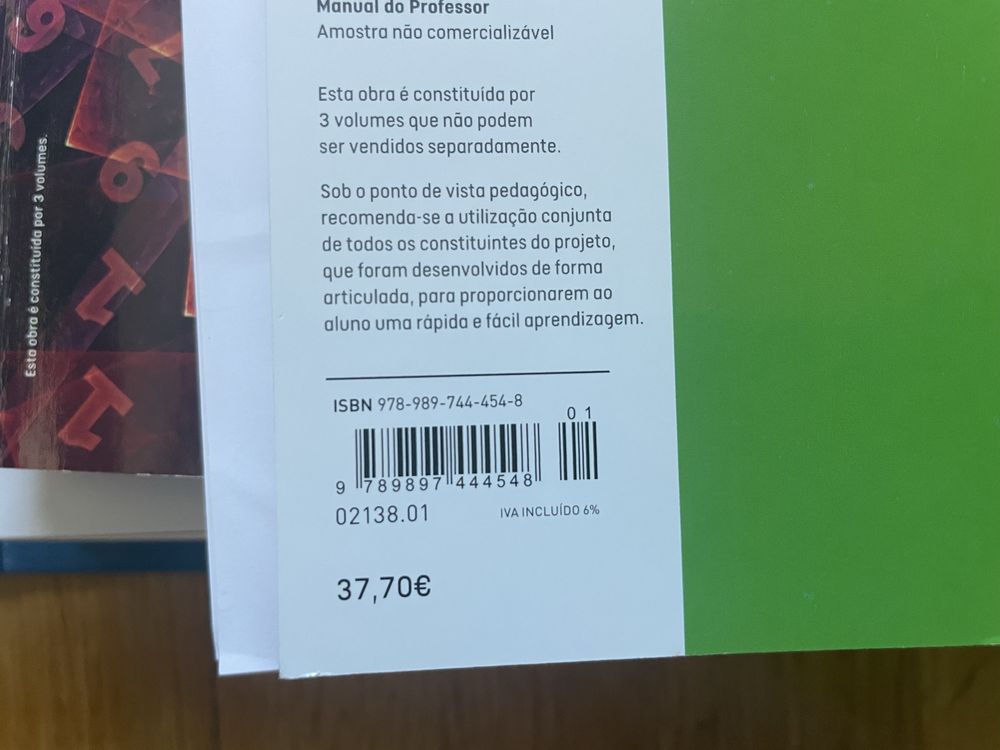 Manual do Professor
Amostra não comercializável
Esta obra é constituída por
3 volumes que não podem
ser vendidos separadamente.
Sob o ponto de vista pedagógico,
recomenda-se a utilização conjunta
de todos os constituintes do projeto,
que foram desenvolvidos de forma
articulada, para proporcionarem ao
aluno uma rápida e fácil aprendizagem.
ISBN 978-989-744-454-8
01
9 789897 444548
02138.01
IVA INCLUÍDO 6%
37,70€
Esta obra é constituída por 3 volumes.